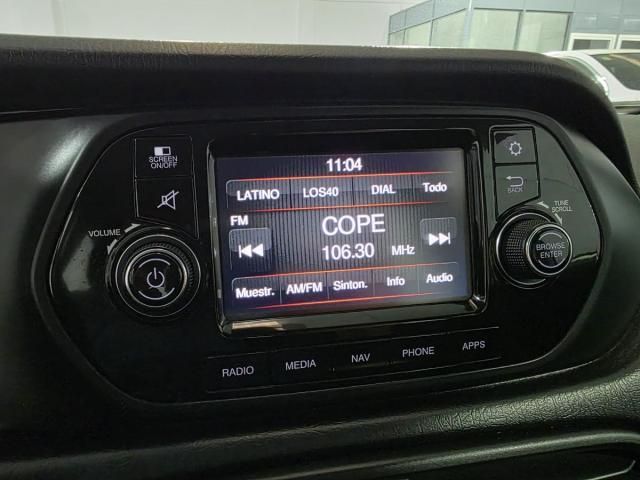 11:04
SCREEN
ON/OFF
LATINO LOS40 DIAL Todo
BACK
FM
COPE
106.30 MHz
VOLUME
TUNE
SCROLL
BROWSE
ENTER
Muestr. AM/FM Sinton. Info Audio
RADIO MEDIA NAV PHONE APPS